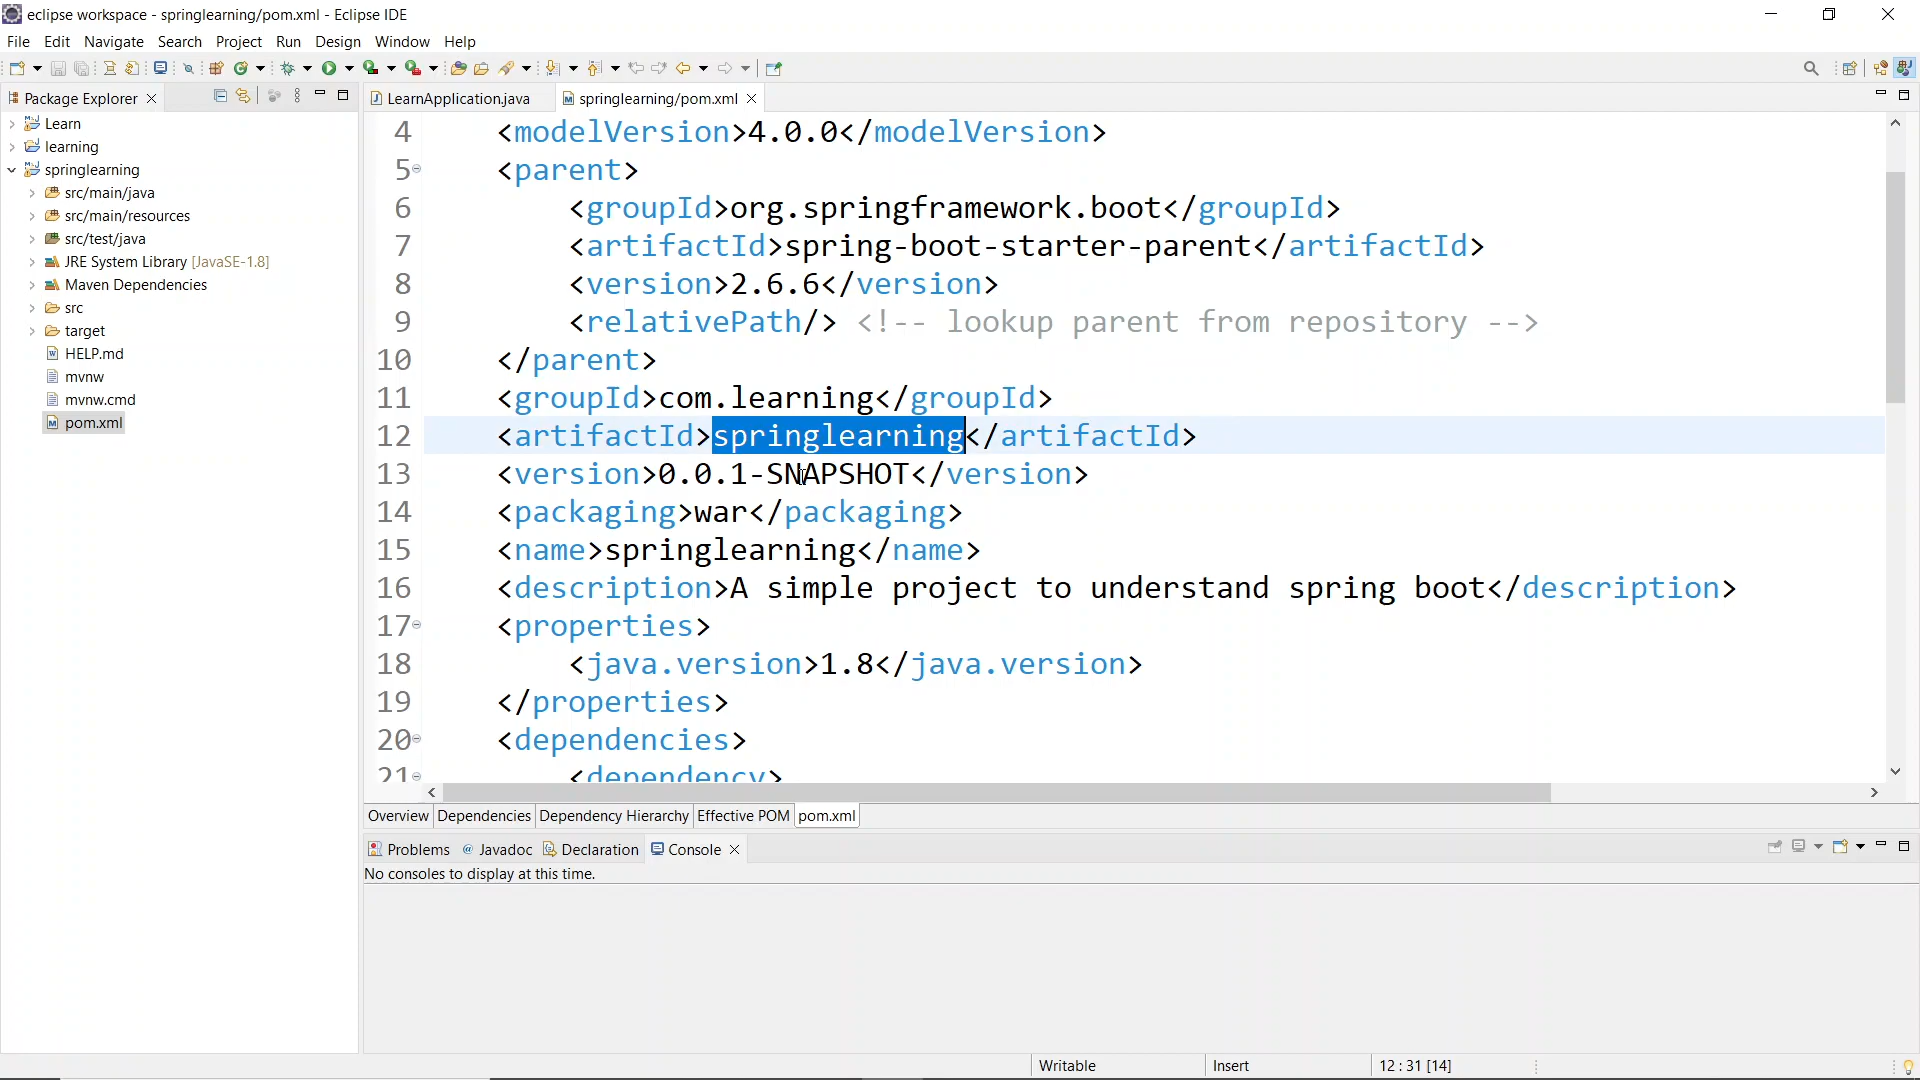 eclipse workspace - springlearning/pom.xml - Eclipse IDE
File Edit Navigate Search Project Run Design Window Help
Package Explorer
Learn
learning
springlearning
src/main/java
src/main/resources
src/test/java
JRE System Library [JavaSE-1.8]
Maven Dependencies
src
target
HELP.md
mvnw
mvnw.cmd
pom.xml
LearnApplication.java springlearning/pom.xml
4 <modelVersion>4.0.0</modelVersion>
5 <parent>
6 <groupId>org.springframework.boot</groupId>
7 <artifactId>spring-boot-starter-parent</artifactId>
8 <version>2.6.6</version>
9 <relativePath/> <!-- lookup parent from repository -->
10 </parent>
11 <groupId>com.learning</groupId>
12 <artifactId>springlearning</artifactId>
13 <version>0.0.1-SNAPSHOT</version>
14 <packaging>war</packaging>
15 <name>springlearning</name>
16 <description>A simple project to understand spring boot</description>
17 <properties>
18 <java.version>1.8</java.version>
19 </properties>
20 <dependencies>
21 <dependency>
Overview Dependencies Dependency Hierarchy Effective POM pom.xml
Problems Javadoc Declaration Console
No consoles to display at this time.
Writable Insert 12 : 31 [14]